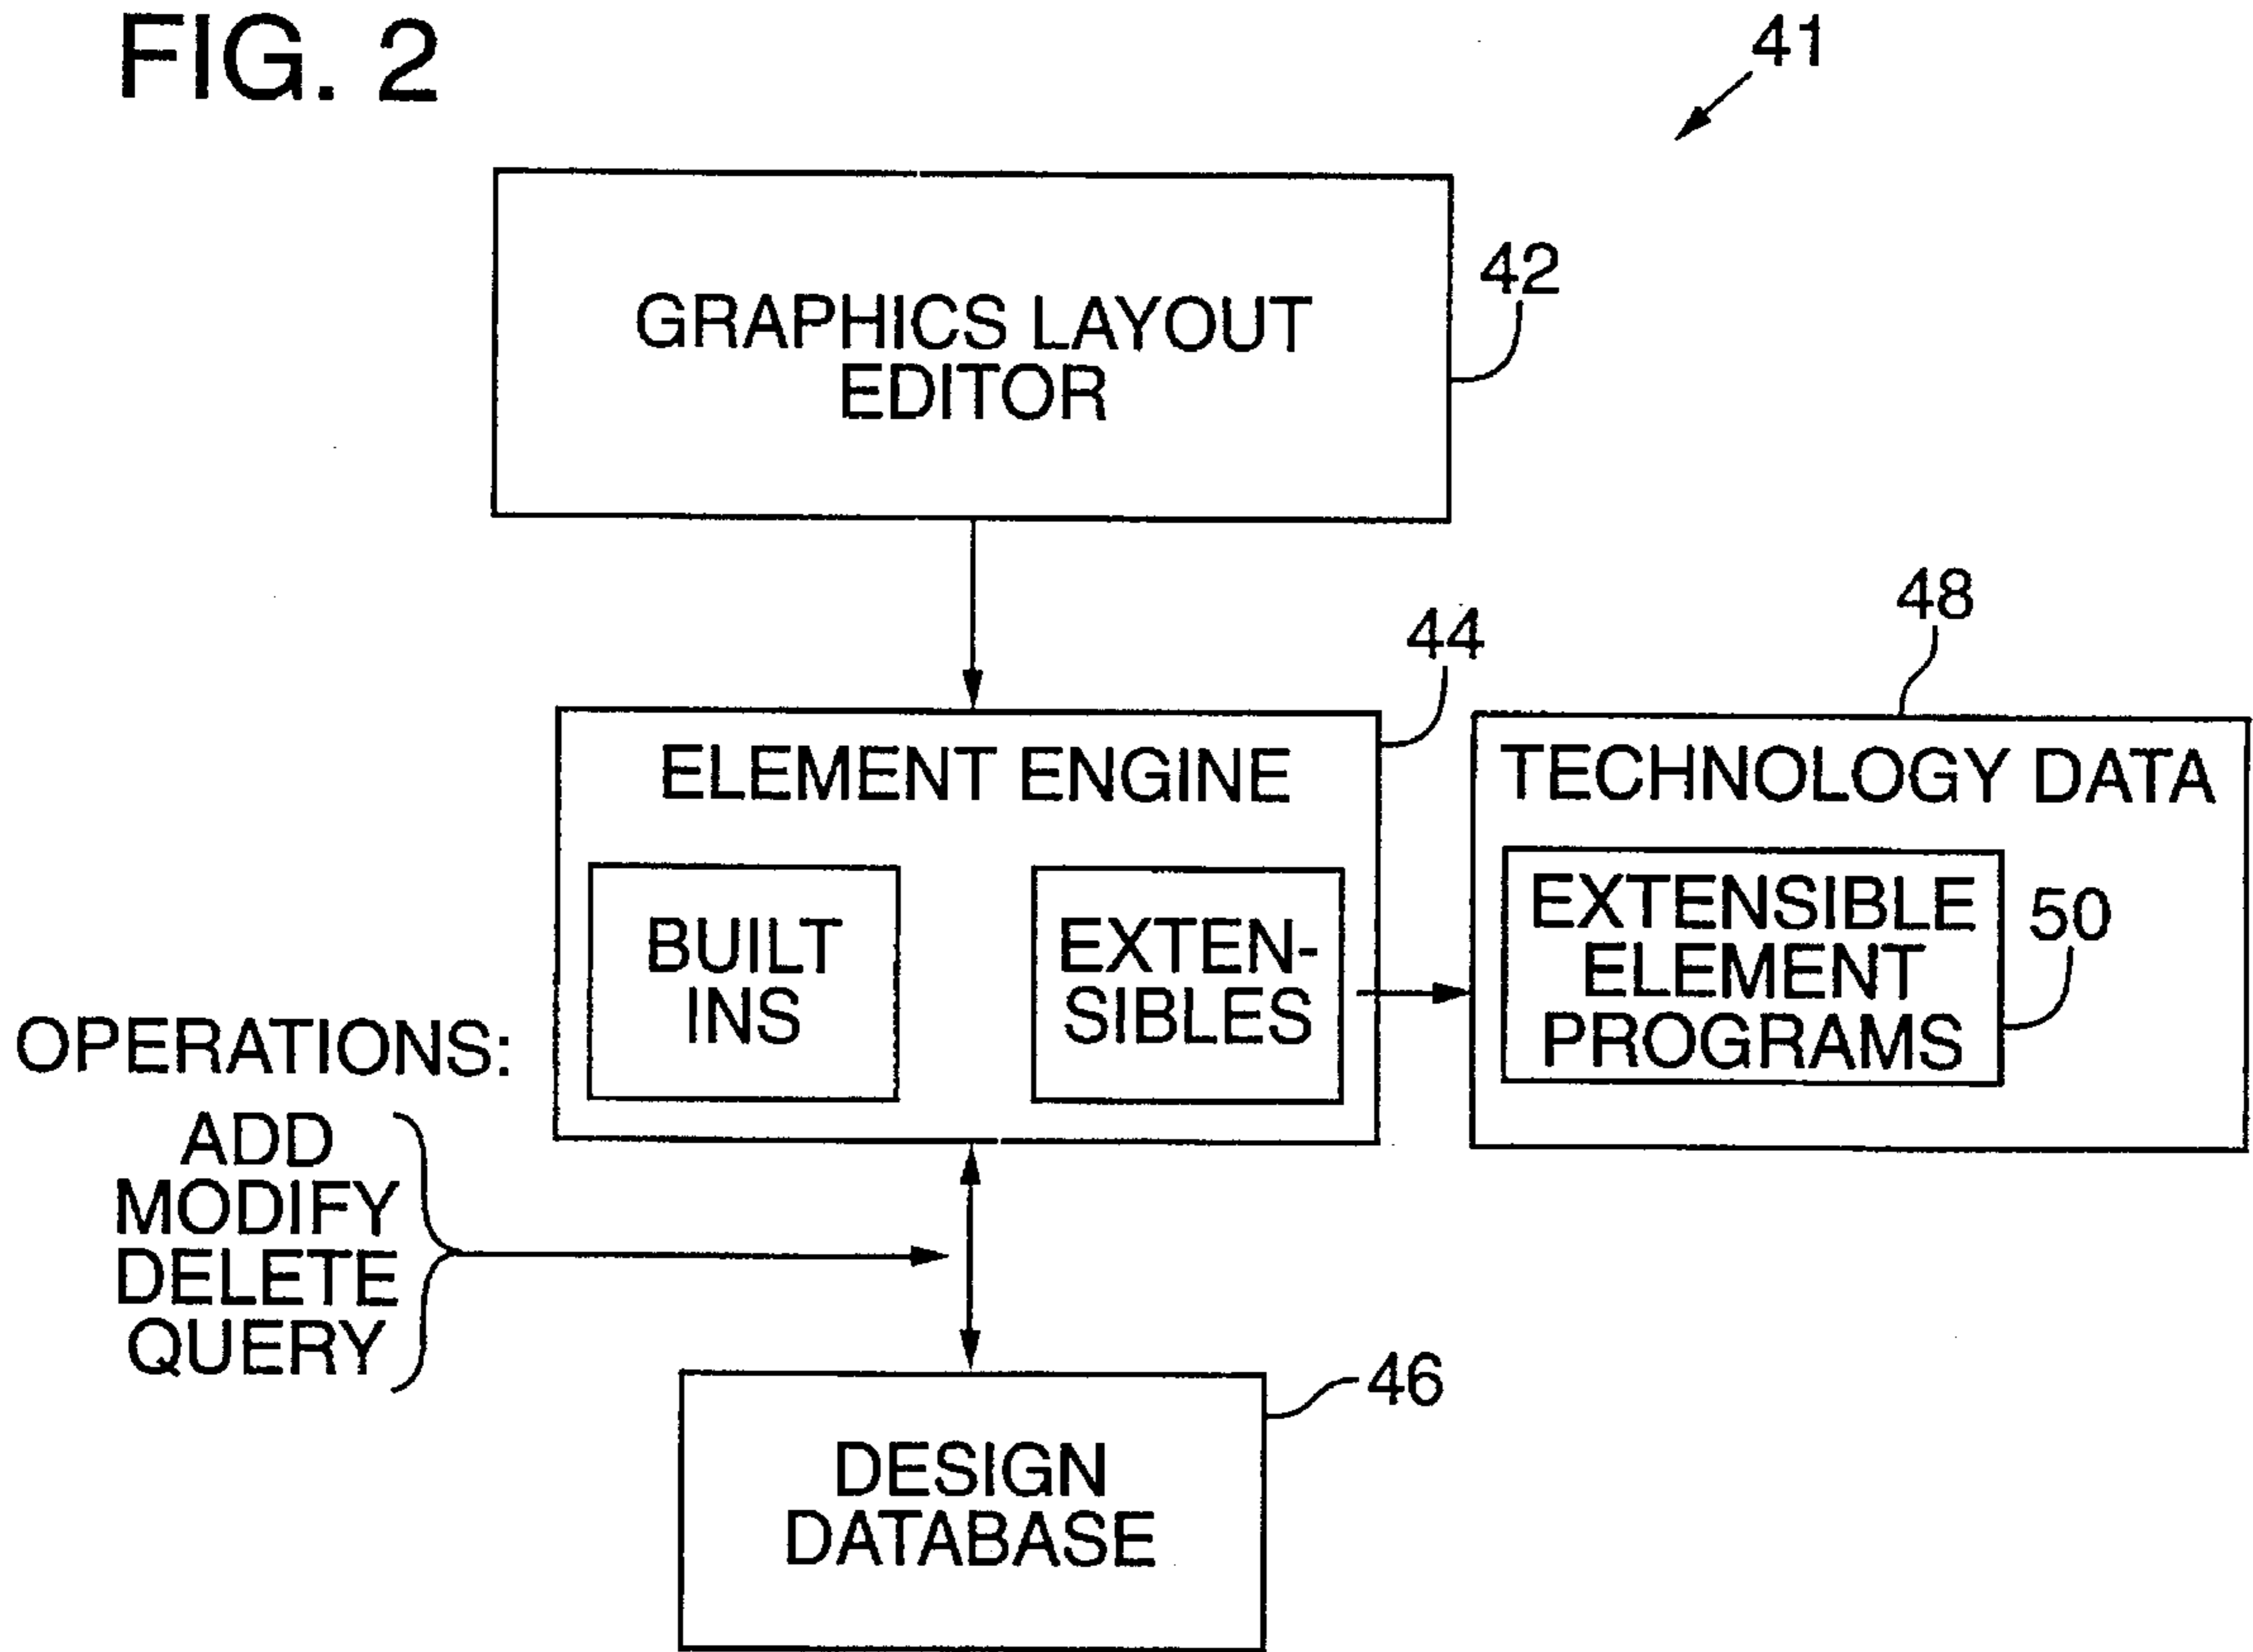 FIG. 2
41
GRAPHICS LAYOUT
EDITOR
42
44
48
ELEMENT ENGINE
BUILT
INS
EXTEN-
SIBLES
TECHNOLOGY DATA
EXTENSIBLE
ELEMENT
PROGRAMS
50
OPERATIONS:
ADD
MODIFY
DELETE
QUERY
46
DESIGN
DATABASE